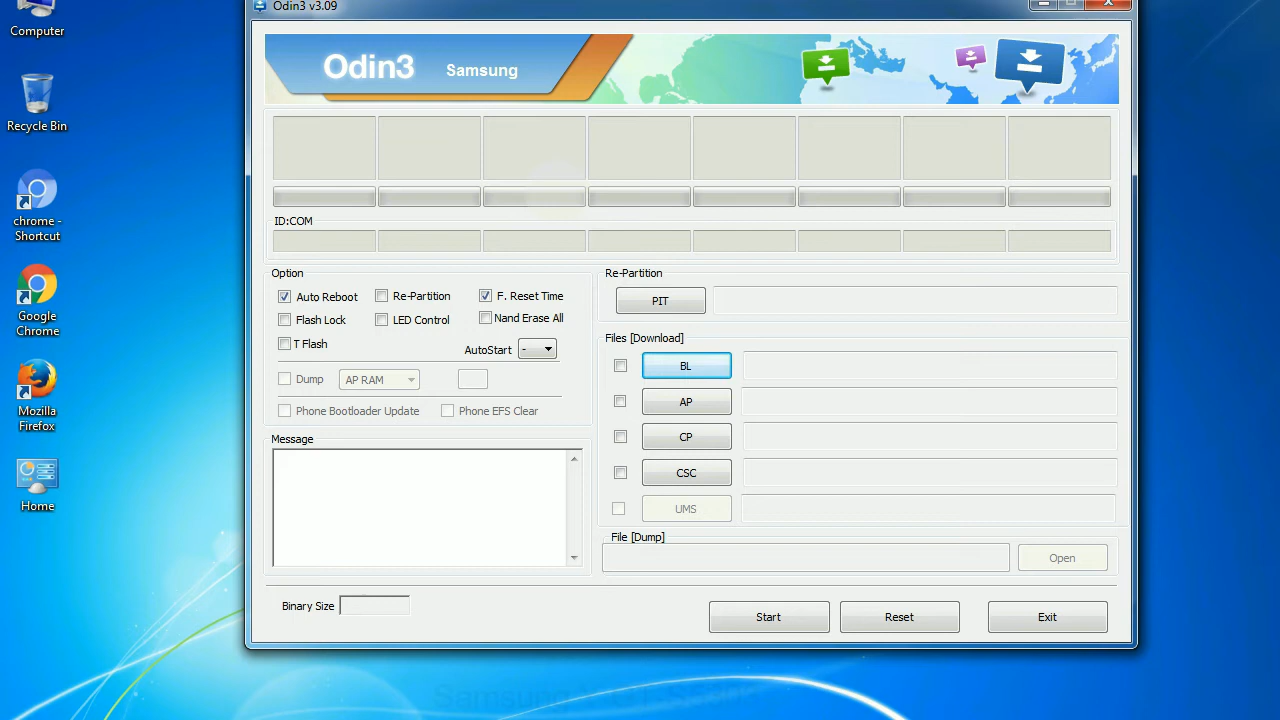 Odin3 v3.09
Computer
Recycle Bin
chrome - Shortcut
Google Chrome
Mozilla Firefox
Home
Odin3 Samsung
ID:COM
Option
Auto Reboot
Re-Partition
F. Reset Time
Flash Lock
LED Control
Nand Erase All
T Flash
AutoStart -
Dump
AP RAM
Phone Bootloader Update
Phone EFS Clear
Message
Re-Partition
PIT
Files [Download]
BL
AP
CP
CSC
UMS
File [Dump]
Open
Binary Size
Start
Reset
Exit
Samsung